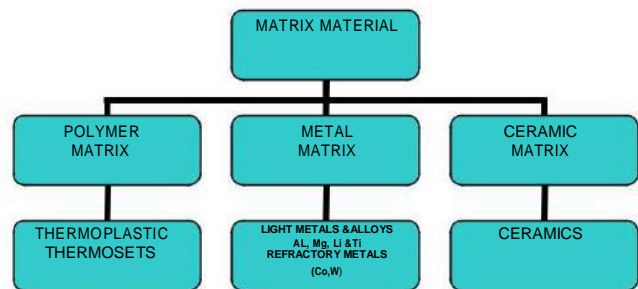 MATRIX MATERIAL
POLYMER
MATRIX
METAL
MATRIX
CERAMIC
MATRIX
THERMOPLASTIC
THERMOSETS
LIGHT METALS &ALLOYS
AL, Mg, Li &Ti
REFRACTORY METALS
(Co,W)
CERAMICS